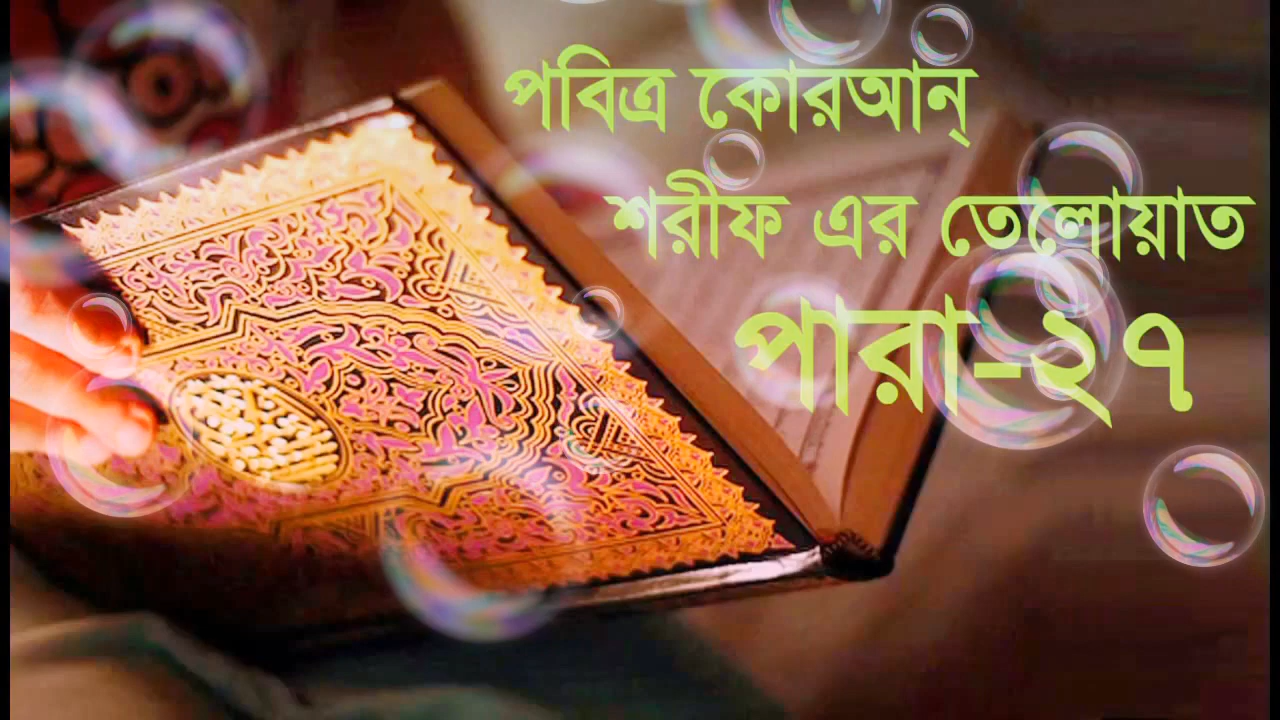 পবিত্র কোরআন্
শরীফ এর তেলোয়াত
পারা-২৭